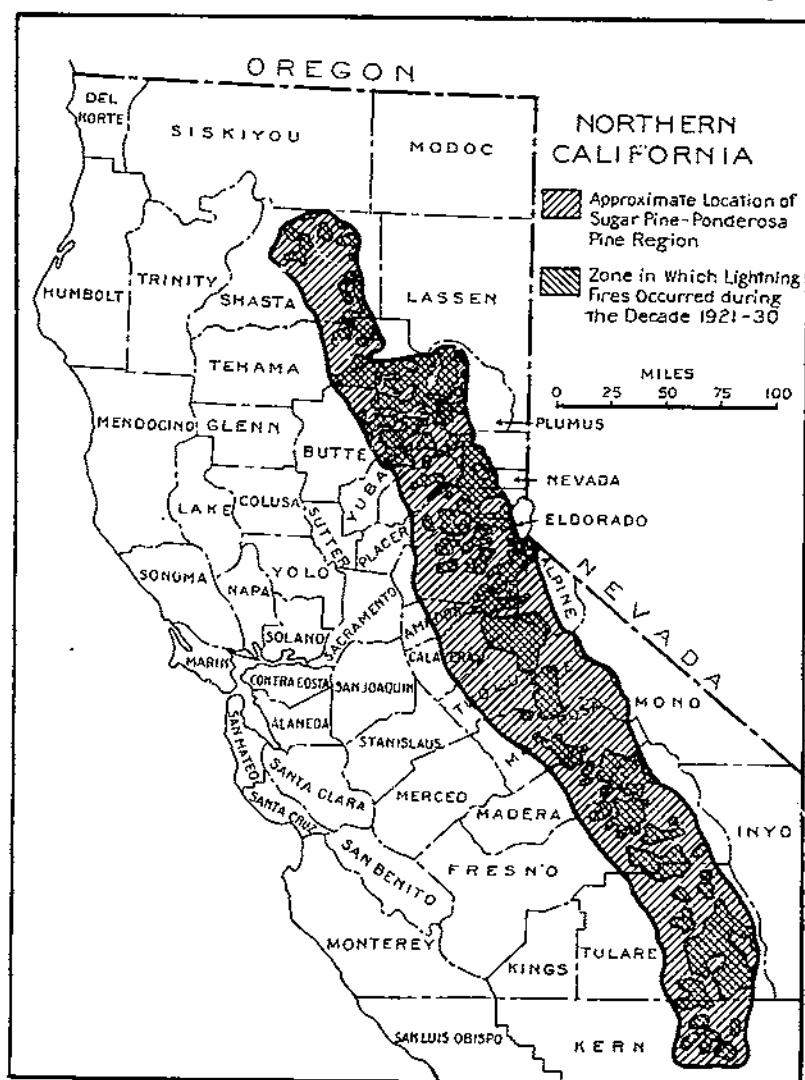 OREGON
DEL
NORTE
SISKIYOU
MODOC
NORTHERN
CALIFORNIA
Approximate Location of
Sugar Pine-Ponderosa
Pine Region
Zone in Which Lightning
Fires Occurred during
The Decade 1921-30
MILES
0 25 50 100
HUMBOLT
TRINITY
SHASTA
LASSEN
TEHAMA
PLUMUS
MENDOCINO
GLENN
BUTTE
NEVADA
LAKE
COLUSA
SUTTER
YUBA
ELDORADO
PLACER
SONOMA
NAPA
YOLO
ALPINE
NEVADA
SOLANO
SACRAMENTO
AMADOR
MARIN
CALAVERAS
CONTRA COSTA
SAN JOAQUIN
MONO
ALANEDA
SAN MATEO
STANISLAUS
SANTA CLARA
MERCED
SANTA CRUZ
MADERA
INYO
SAN BENITO
FRESNO
MONTEREY
KINGS
TULARE
SAN LUIS OBISPO
KERN